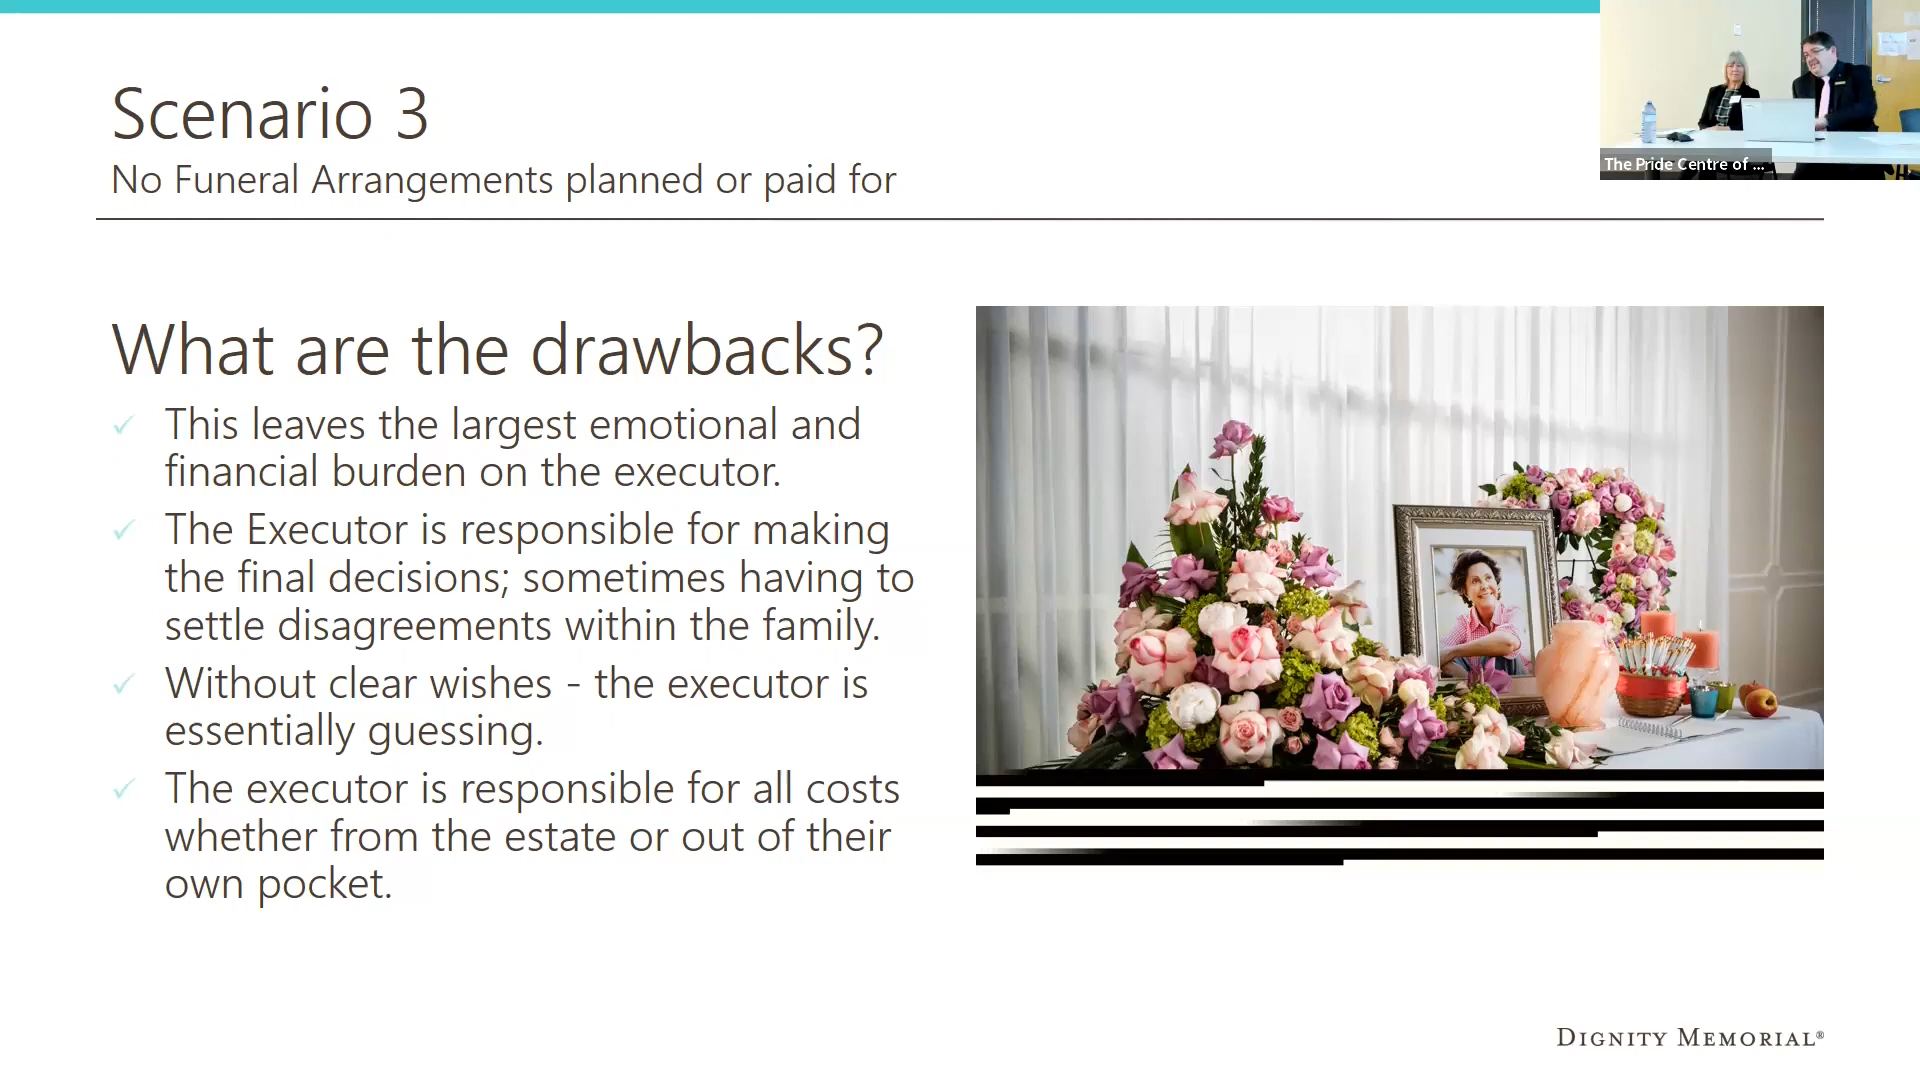 Scenario 3
No Funeral Arrangements planned or paid for
The Pride Centre of ...
What are the drawbacks?
✓ This leaves the largest emotional and
financial burden on the executor.
✓ The Executor is responsible for making
the final decisions; sometimes having to
settle disagreements within the family.
✓ Without clear wishes - the executor is
essentially guessing.
✓ The executor is responsible for all costs
whether from the estate or out of their
own pocket.
DIGNITY MEMORIAL®